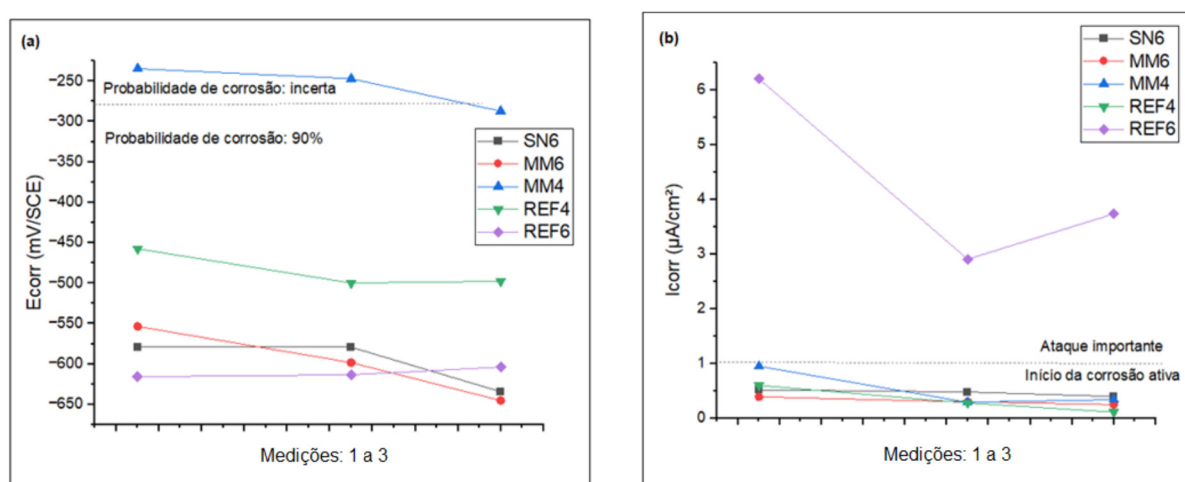 (a)
−250
−300
−350
−400
−450
−500
−550
−600
−650
Ecorr (mV/SCE)
Probabilidade de corrosão: incerta
Probabilidade de corrosão: 90%
SN6
MM6
MM4
REF4
REF6
Medições: 1 a 3
(b)
6
5
4
3
2
1
0
Icorr (µA/cm²)
SN6
MM6
MM4
REF4
REF6
Ataque importante
Início da corrosão ativa
Medições: 1 a 3